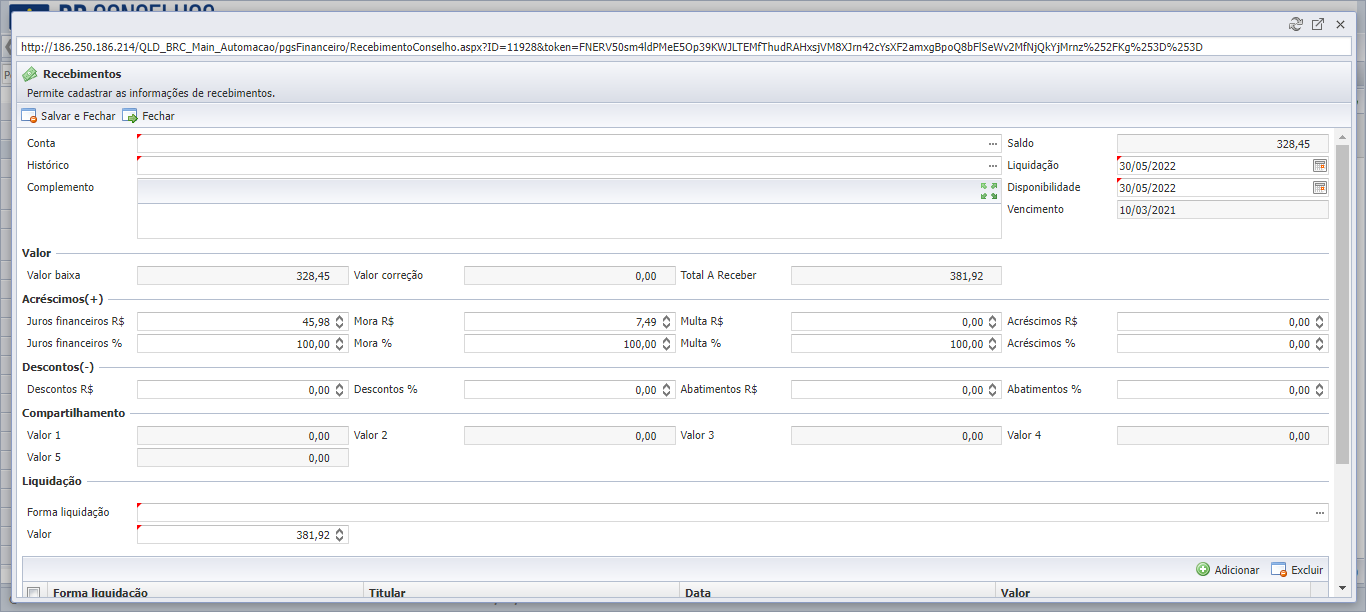 BR CONSELHOS
http://186.250.186.214/QLD_BRC_Main_Automacao/pgsFinanceiro/RecebimentoConselho.aspx?ID=11928&token=FNERV50sm4ldPMeE5Op39KWJLTEMfThudRAHxsjVM8XJrn42cYsXF2amxgBpoQ8bFlSeWv2MfNjQkYjMrnz%252FKg%253D%253D
Recebimentos
Permite cadastrar as informações de recebimentos.
Salvar e Fechar Fechar
Conta ... Saldo 328,45
Histórico ... Liquidação 30/05/2022
Complemento Disponibilidade 30/05/2022
Vencimento 10/03/2021
Valor
Valor baixa 328,45 Valor correção 0,00 Total A Receber 381,92
Acréscimos(+)
Juros financeiros R$ 45,98 Mora R$ 7,49 Multa R$ 0,00 Acréscimos R$ 0,00
Juros financeiros % 100,00 Mora % 100,00 Multa % 100,00 Acréscimos % 0,00
Descontos(-)
Descontos R$ 0,00 Descontos % 0,00 Abatimentos R$ 0,00 Abatimentos % 0,00
Compartilhamento
Valor 1 0,00 Valor 2 0,00 Valor 3 0,00 Valor 4 0,00
Valor 5 0,00
Liquidação
Forma liquidação ...
Valor 381,92
Adicionar Excluir
Forma liquidação Titular Data Valor